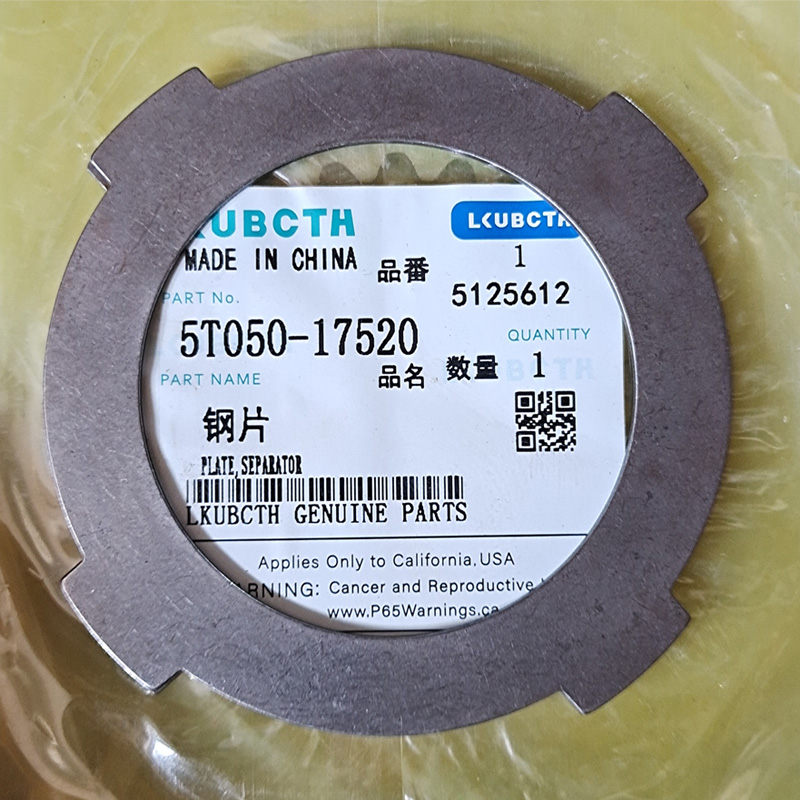 LKUBCTH
LKUBCTH
MADE IN CHINA
品番
1
PART No.
5125612
5T050-17520
QUANTITY
PART NAME
品名
数量 1
钢片
PLATE,SEPARATOR
LKUBCTH GENUINE PARTS
Applies Only to California,USA
WARNING: Cancer and Reproductive
www.P65Warnings.ca